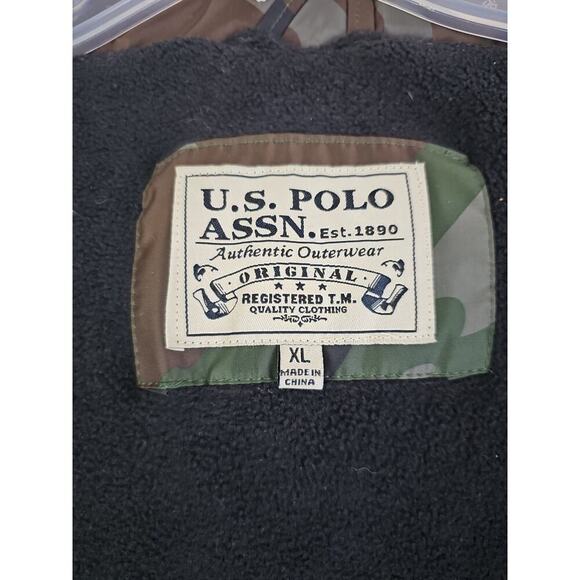 U.S. POLO
ASSN. Est. 1890
Authentic Outerwear
ORIGINAL
REGISTERED T.M.
QUALITY CLOTHING
XL
MADE IN
CHINA